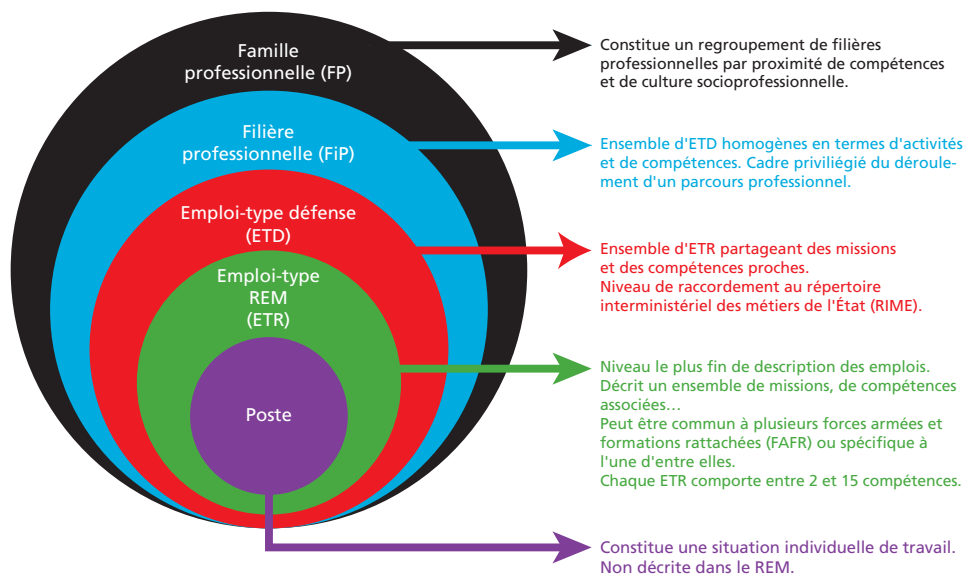 Famille
professionnelle (FP)
Constitue un regroupement de filières
professionnelles par proximité de compétences
et de culture socioprofessionnelle.
Filière
professionnelle (FiP)
Ensemble d'ETD homogènes en termes d'activités
et de compétences. Cadre priviliégié du déroule-
ment d'un parcours professionnel.
Emploi-type défense
(ETD)
Ensemble d'ETR partageant des missions
et des compétences proches.
Niveau de raccordement au répertoire
interministériel des métiers de l'État (RIME).
Emploi-type
REM
(ETR)
Niveau le plus fin de description des emplois.
Décrit un ensemble de missions, de compétences
associées…
Peut être commun à plusieurs forces armées et
formations rattachées (FAFR) ou spécifique à
l'une d'entre elles.
Chaque ETR comporte entre 2 et 15 compétences.
Poste
Constitue une situation individuelle de travail.
Non décrite dans le REM.